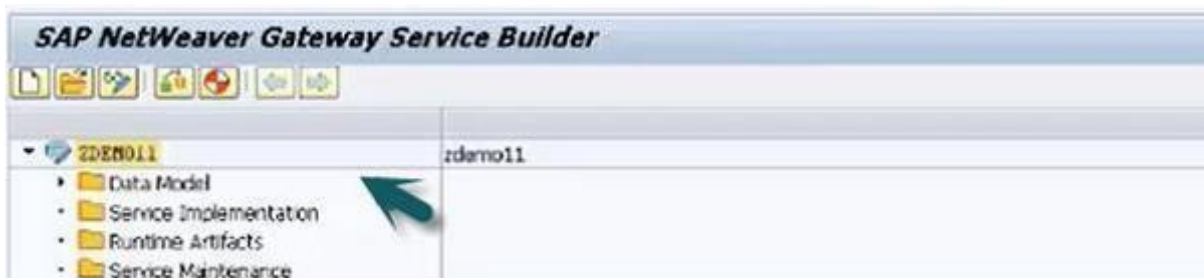 SAP NetWeaver Gateway Service Builder
ZDEMO11 zdemo11
Data Model
Service Implementation
Runtime Artifacts
Service Maintenance